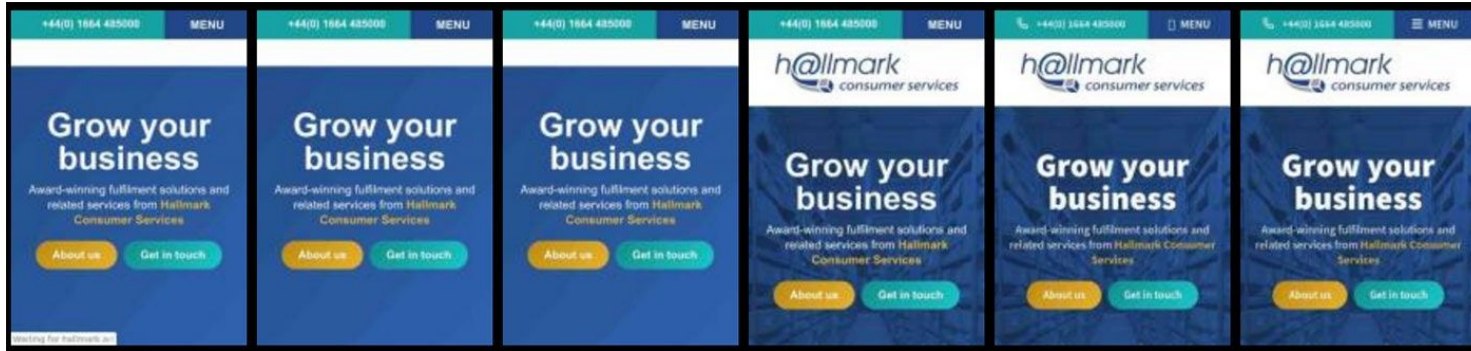 +44(0) 1664 485000 MENU
Grow your
business
Award-winning fulfilment solutions and
related services from Hallmark
Consumer Services
About us Get in touch
Waiting for hallmark
+44(0) 1664 485000 MENU
Grow your
business
Award-winning fulfilment solutions and
related services from Hallmark
Consumer Services
About us Get in touch
+44(0) 1664 485000 MENU
Grow your
business
Award-winning fulfilment solutions and
related services from Hallmark
Consumer Services
About us Get in touch
+44(0) 1664 485000 MENU
h@llmark
consumer services
Grow your
business
Award-winning fulfilment solutions and
related services from Hallmark
Consumer Services
About us Get in touch
+44(0) 1664 485000 MENU
h@llmark
consumer services
Grow your
business
Award-winning fulfilment solutions and
related services from Hallmark Consumer
Services
About us Get in touch
+44(0) 1664 485000 MENU
h@llmark
consumer services
Grow your
business
Award-winning fulfilment solutions and
related services from Hallmark Consumer
Services
About us Get in touch